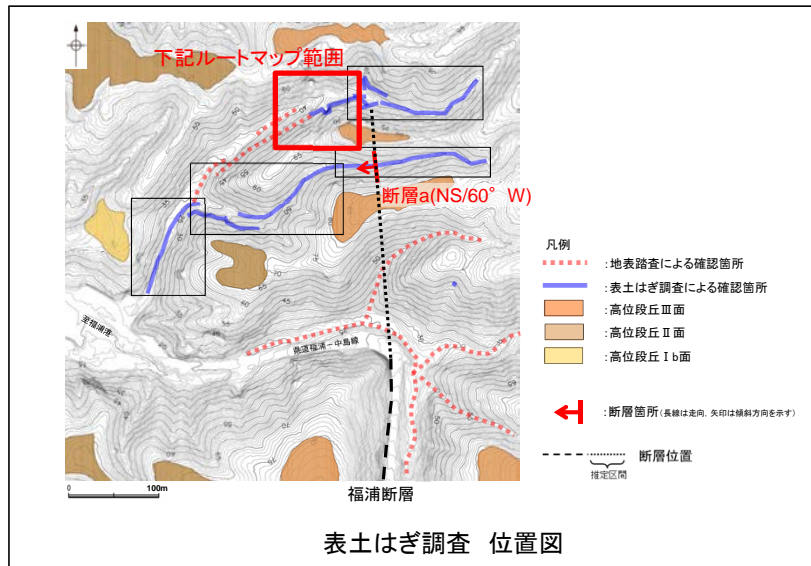 下記ルートマップ範囲
断層a(NS/60°W)
至福浦港
県道福浦－中島線
0 100m
福浦断層
凡例
:地表踏査による確認箇所
:表土はぎ調査による確認箇所
:高位段丘Ⅲ面
:高位段丘Ⅱ面
:高位段丘Ⅰb面
:断層箇所(長線は走向，矢印は傾斜方向を示す)
断層位置
推定区間
表土はぎ調査 位置図